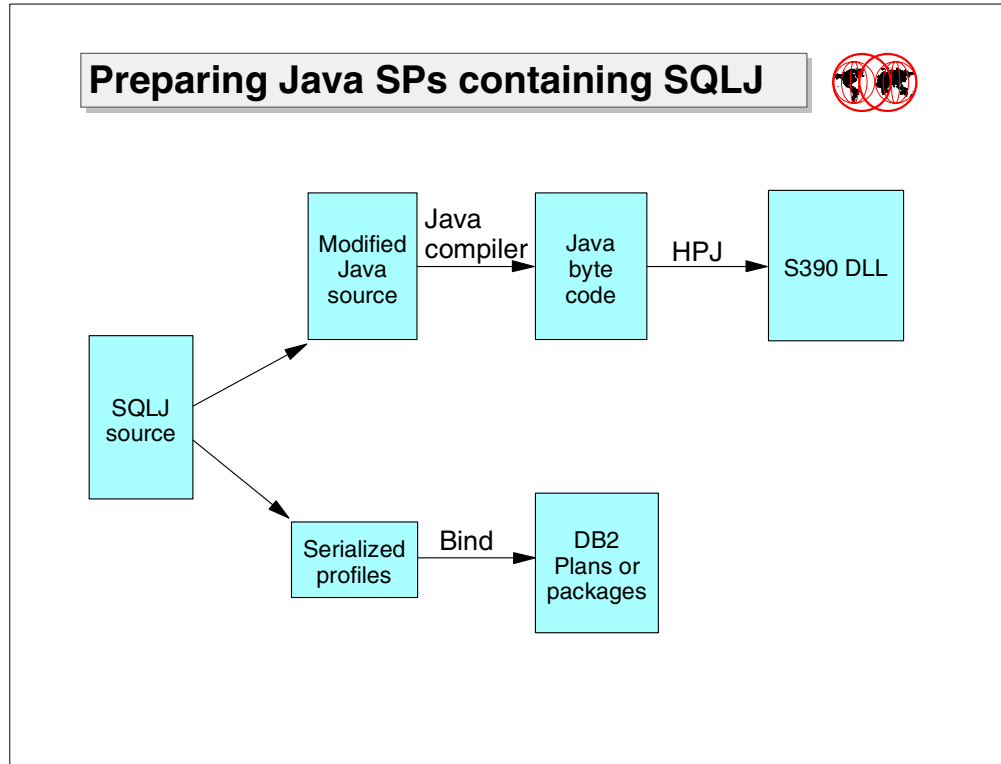 Preparing Java SPs containing SQLJ
Modified
Java
source
Java
compiler
Java
byte
code
HPJ
S390 DLL
SQLJ
source
Serialized
profiles
Bind
DB2
Plans or
packages